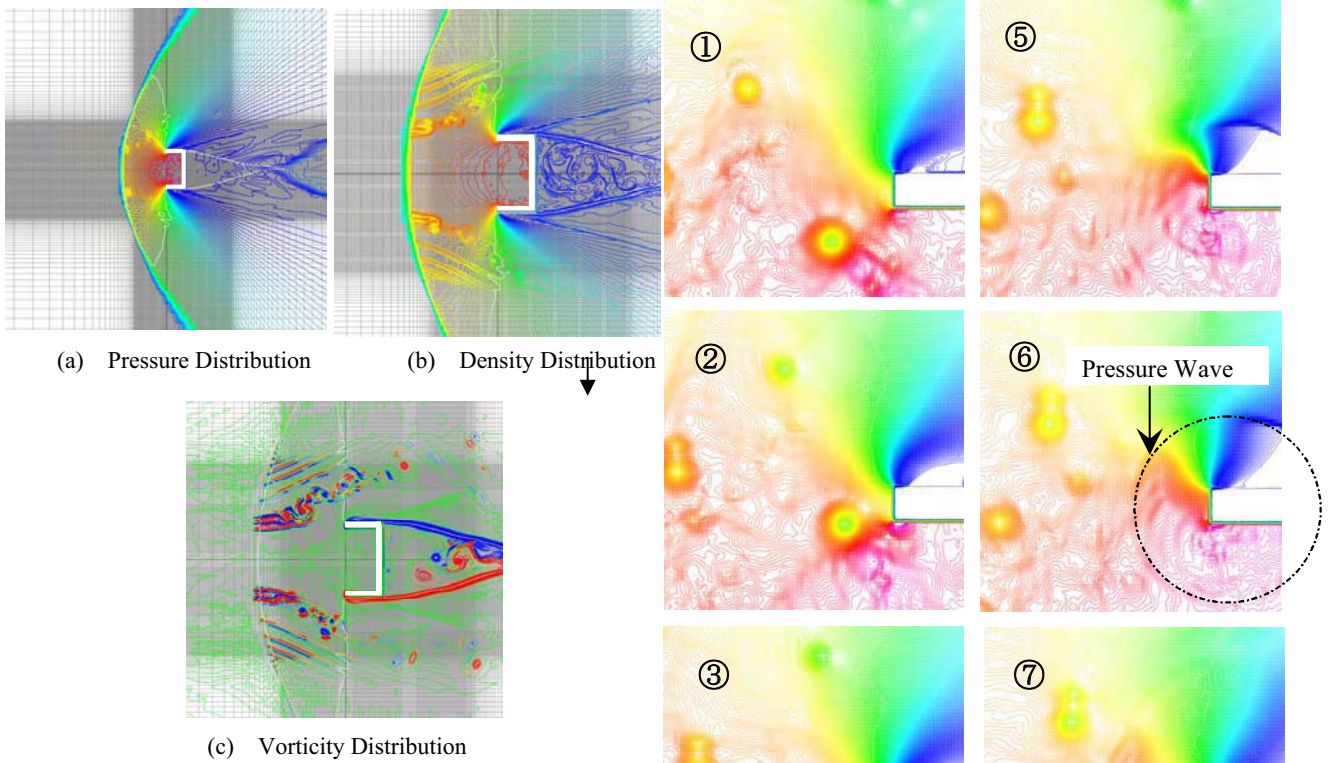 (a) Pressure Distribution
(b) Density Distribution
(c) Vorticity Distribution
①
⑤
②
⑥
Pressure Wave
③
⑦